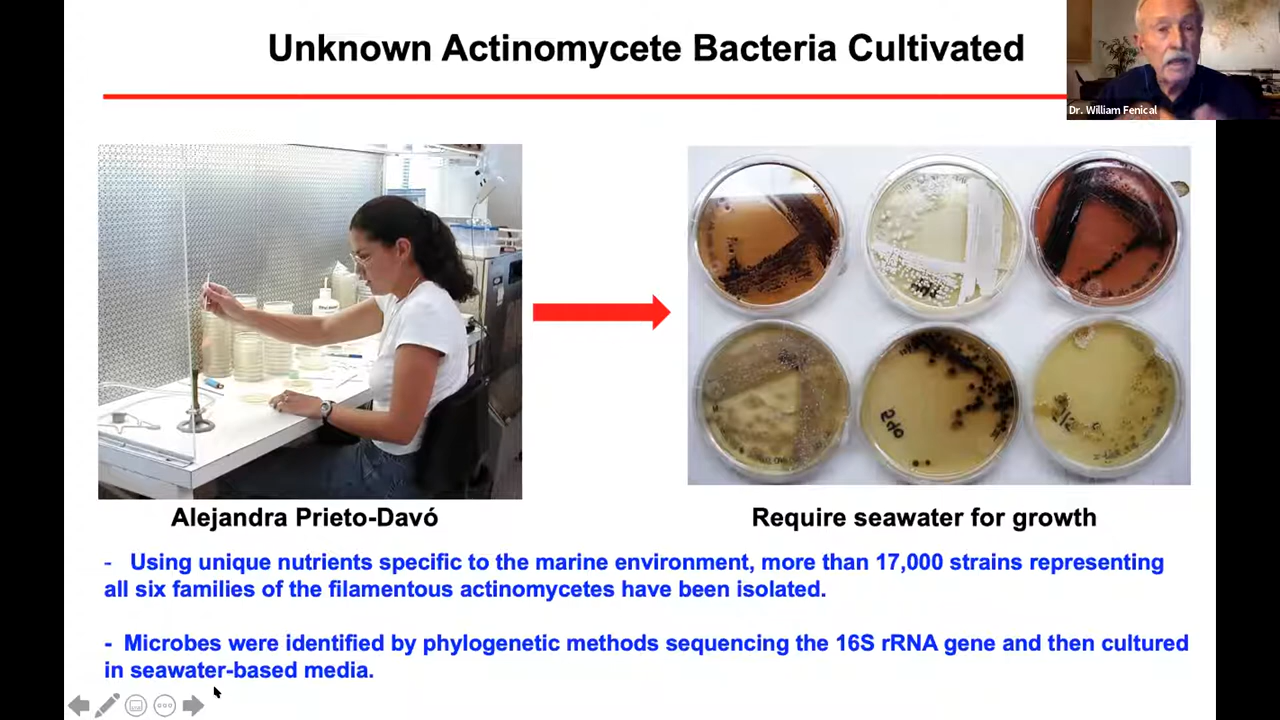 Unknown Actinomycete Bacteria Cultivated
Dr. William Fenical
Alejandra Prieto-Davó
Require seawater for growth
- Using unique nutrients specific to the marine environment, more than 17,000 strains representing
all six families of the filamentous actinomycetes have been isolated.
- Microbes were identified by phylogenetic methods sequencing the 16S rRNA gene and then cultured
in seawater-based media.